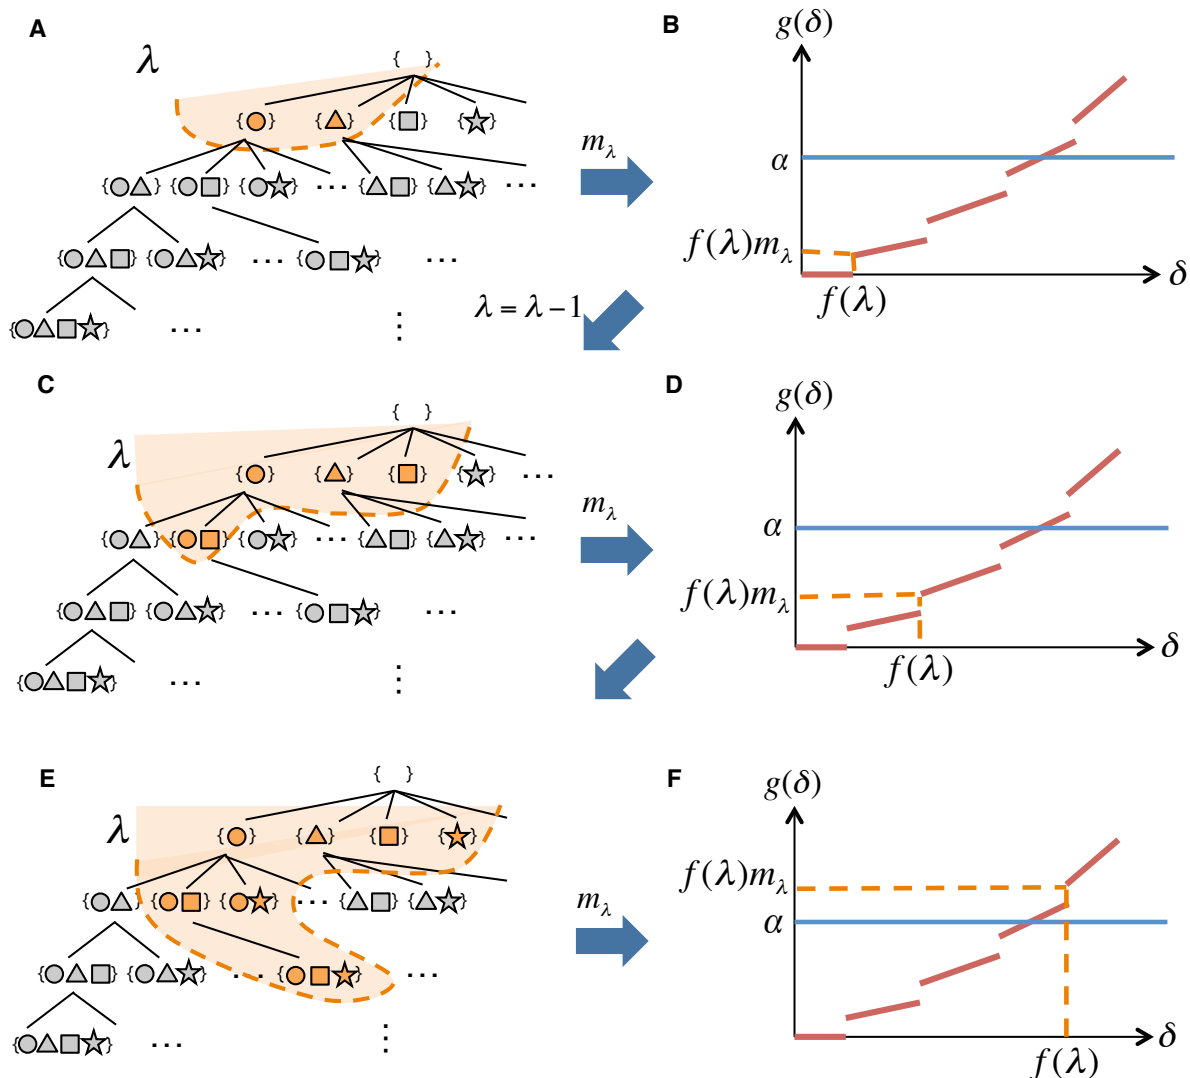 A
λ
{ }
{ } { } { } { }
{ } { } { } ··· { } { } ···
{ } { } ··· { } ···
{ } ··· ⋮
m_λ
B
g(δ)
α
f(λ)m_λ
f(λ)
δ
λ = λ − 1
C
λ
{ }
{ } { } { } { } ···
{ } { } { } ··· { } { } ···
{ } { } ··· { } ···
{ } ··· ⋮
m_λ
D
g(δ)
α
f(λ)m_λ
f(λ)
δ
E
λ
{ }
{ } { } { } { }
{ } { } { } ··· { } { }
{ } { } ··· { } ···
{ } ··· ⋮
m_λ
F
g(δ)
f(λ)m_λ
α
f(λ)
δ